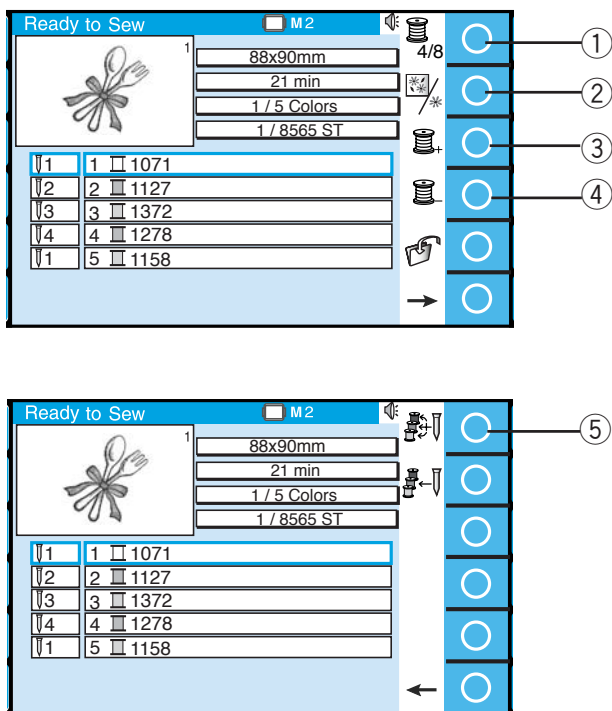 Ready to Sew M2
1
88x90mm
21 min
1 / 5 Colors
1 / 8565 ST
4/8
1 1 1071
2 2 1127
3 3 1372
4 4 1278
1 5 1158
①
②
③
④
Ready to Sew M2
1
88x90mm
21 min
1 / 5 Colors
1 / 8565 ST
1 1 1071
2 2 1127
3 3 1372
4 4 1278
1 5 1158
⑤